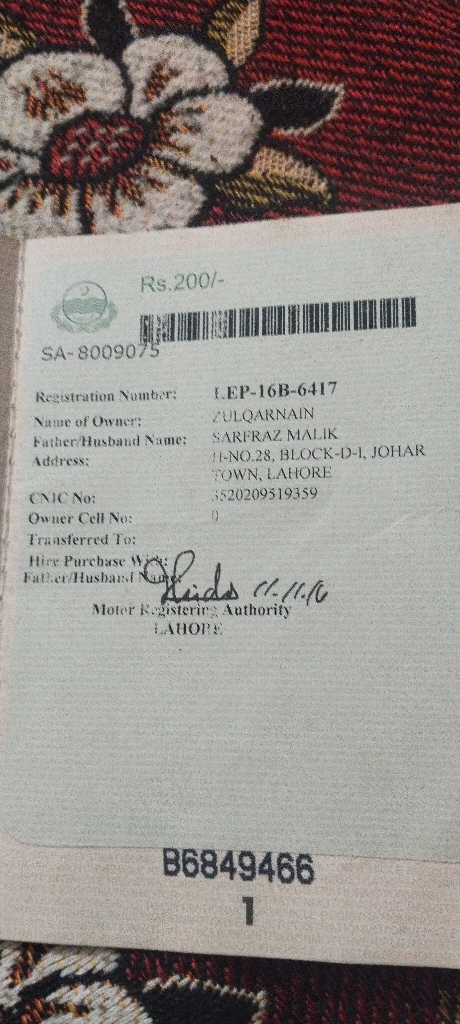 Rs.200/-
SA-8009075
Registration Number: LEP-16B-6417
Name of Owner: ZULQARNAIN
Father/Husband Name: SARFRAZ MALIK
Address: H-NO.28, BLOCK-D-I, JOHAR
TOWN, LAHORE
CNIC No: 3520209519359
Owner Cell No: 0
Transferred To:
Hire Purchase With:
Father/Husband Name:
11.11.16
Motor Registering Authority
LAHORE
B6849466
1